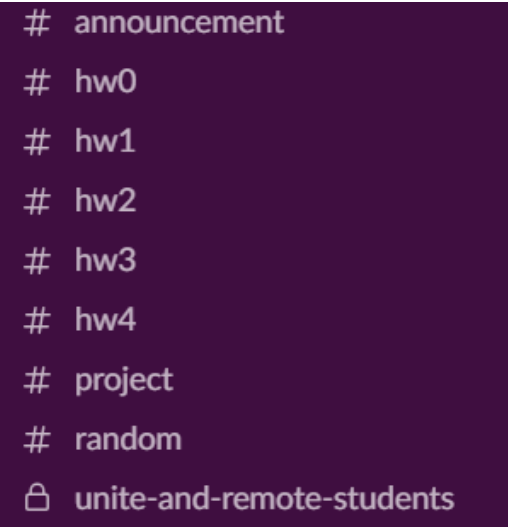 # announcement
# hw0
# hw1
# hw2
# hw3
# hw4
# project
# random
unite-and-remote-students